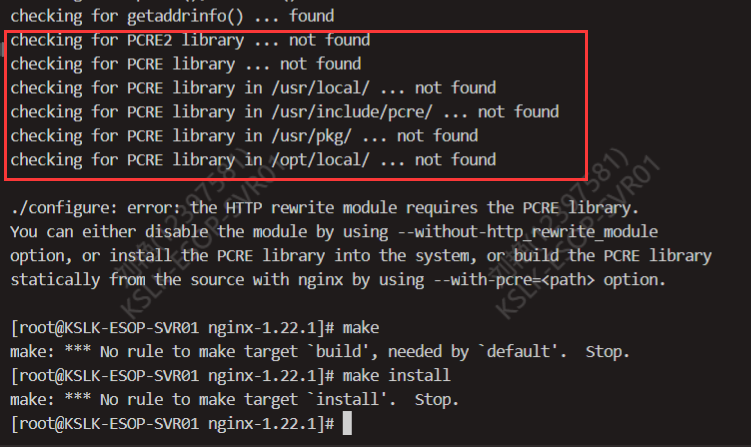 checking for getaddrinfo() ... found
checking for PCRE2 library ... not found
checking for PCRE library ... not found
checking for PCRE library in /usr/local/ ... not found
checking for PCRE library in /usr/include/pcre/ ... not found
checking for PCRE library in /usr/pkg/ ... not found
checking for PCRE library in /opt/local/ ... not found
./configure: error: the HTTP rewrite module requires the PCRE library.
You can either disable the module by using --without-http_rewrite_module
option, or install the PCRE library into the system, or build the PCRE library
statically from the source with nginx by using --with-pcre=<path> option.
[root@KSLK-ESOP-SVR01 nginx-1.22.1]# make
make: *** No rule to make target `build', needed by `default'.  Stop.
[root@KSLK-ESOP-SVR01 nginx-1.22.1]# make install
make: *** No rule to make target `install'.  Stop.
[root@KSLK-ESOP-SVR01 nginx-1.22.1]#
KSLK-ESOP-SVR01
KSLK-ESOP-SVR01